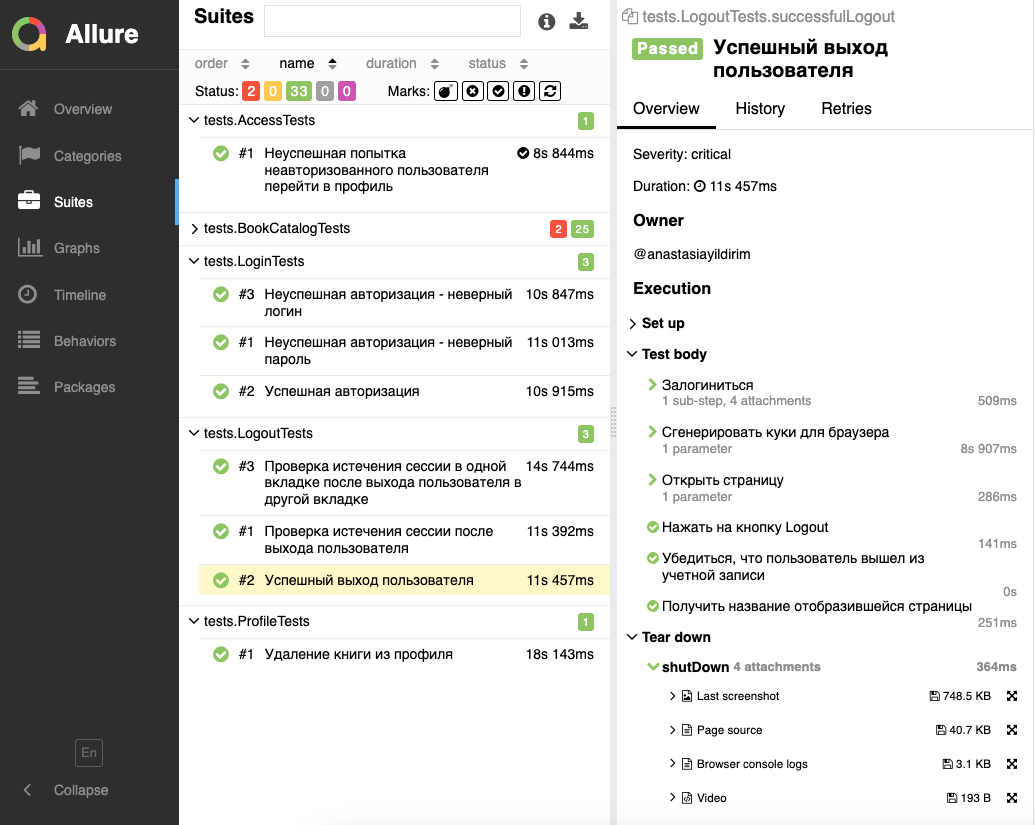 Allure
Overview
Categories
Suites
Graphs
Timeline
Behaviors
Packages
En
Collapse
Suites
order name duration status
Status: 2 0 33 0 0 Marks:
tests.AccessTests 1
#1 Неуспешная попытка 8s 844ms
неавторизованного пользователя
перейти в профиль
tests.BookCatalogTests 2 25
tests.LoginTests 3
#3 Неуспешная авторизация - неверный 10s 847ms
логин
#1 Неуспешная авторизация - неверный 11s 013ms
пароль
#2 Успешная авторизация 10s 915ms
tests.LogoutTests 3
#3 Проверка истечения сессии в одной 14s 744ms
вкладке после выхода пользователя в
другой вкладке
#1 Проверка истечения сессии после 11s 392ms
выхода пользователя
#2 Успешный выход пользователя 11s 457ms
tests.ProfileTests 1
#1 Удаление книги из профиля 18s 143ms
tests.LogoutTests.successfulLogout
Passed Успешный выход
пользователя
Overview History Retries
Severity: critical
Duration: 11s 457ms
Owner
@anastasiayildirim
Execution
Set up
Test body
Залогиниться
1 sub-step, 4 attachments 509ms
Сгенерировать куки для браузера
1 parameter 8s 907ms
Открыть страницу
1 parameter 286ms
Нажать на кнопку Logout
141ms
Убедиться, что пользователь вышел из
учетной записи
0s
Получить название отобразившейся страницы
251ms
Tear down
shutDown 4 attachments 364ms
Last screenshot 748.5 KB
Page source 40.7 KB
Browser console logs 3.1 KB
Video 193 B